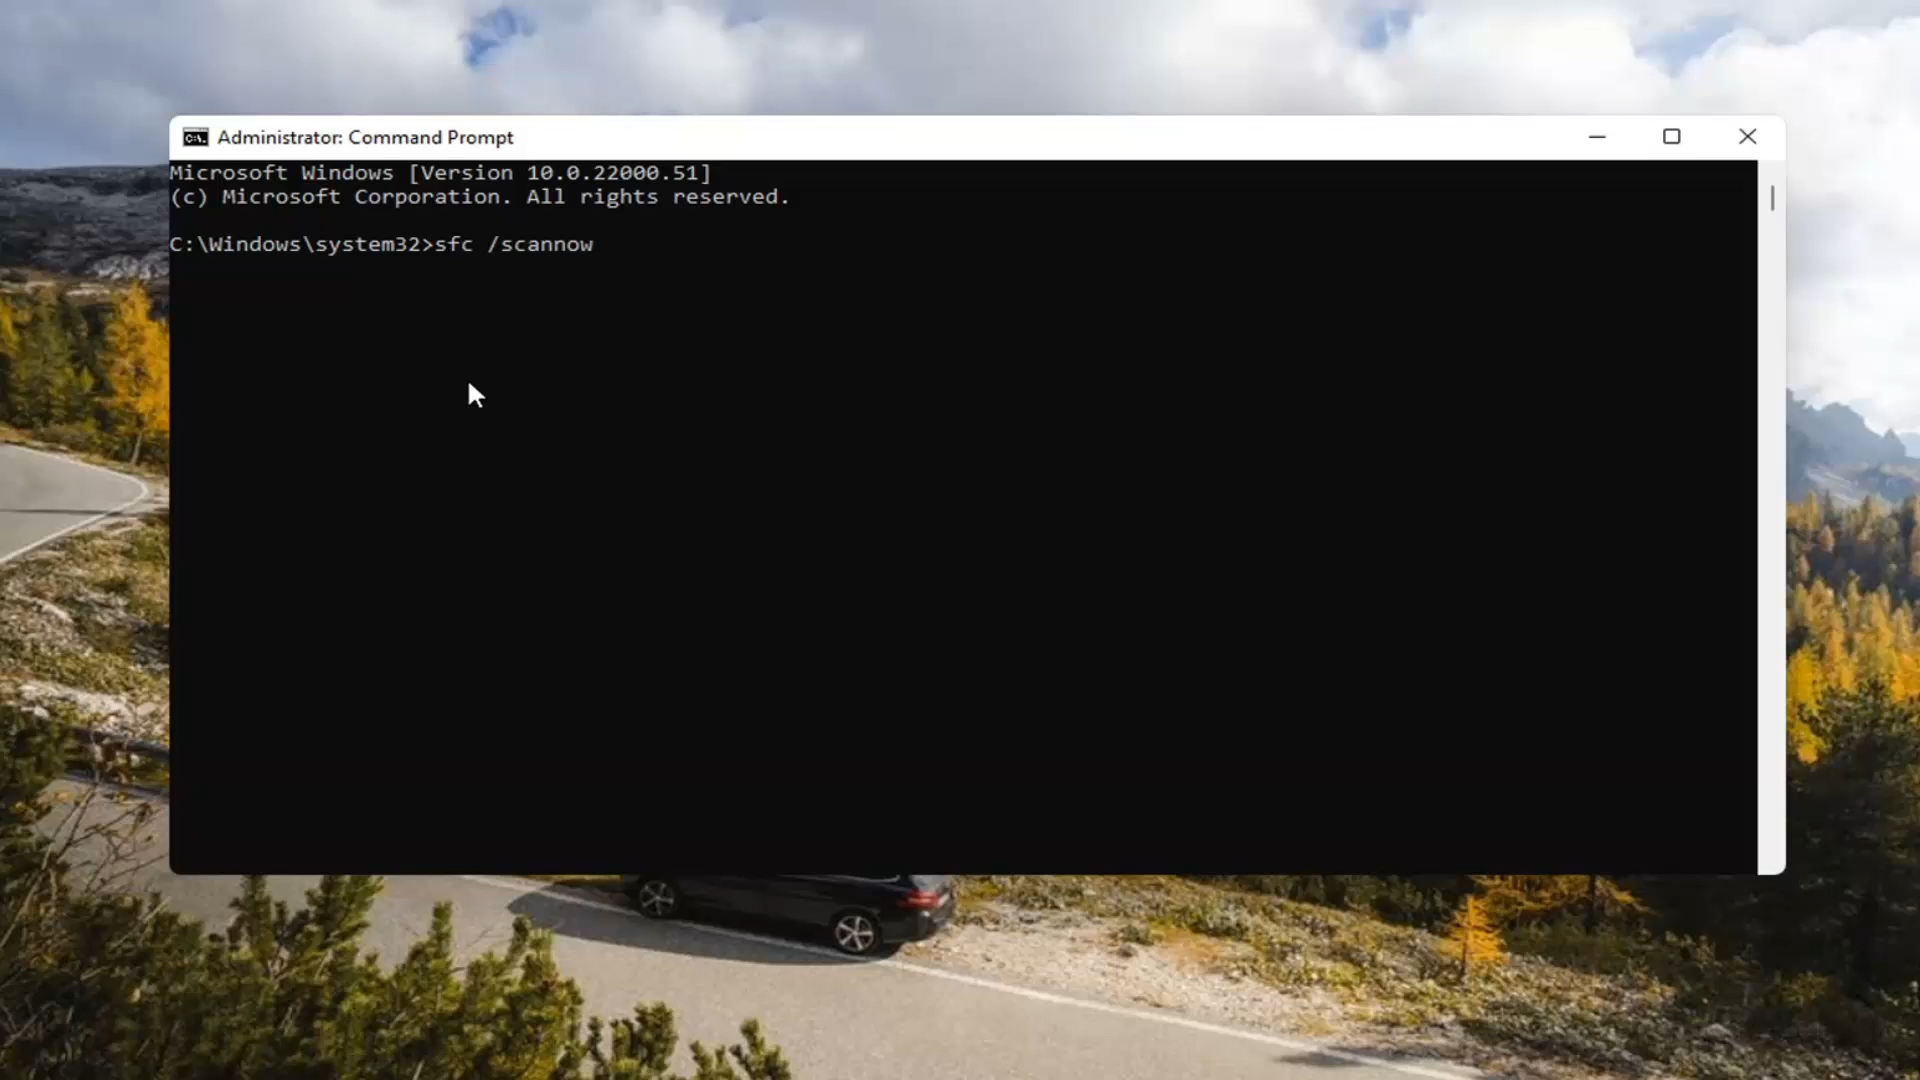 Administrator: Command Prompt
Microsoft Windows [Version 10.0.22000.51]
(c) Microsoft Corporation. All rights reserved.
C:\Windows\system32>sfc /scannow